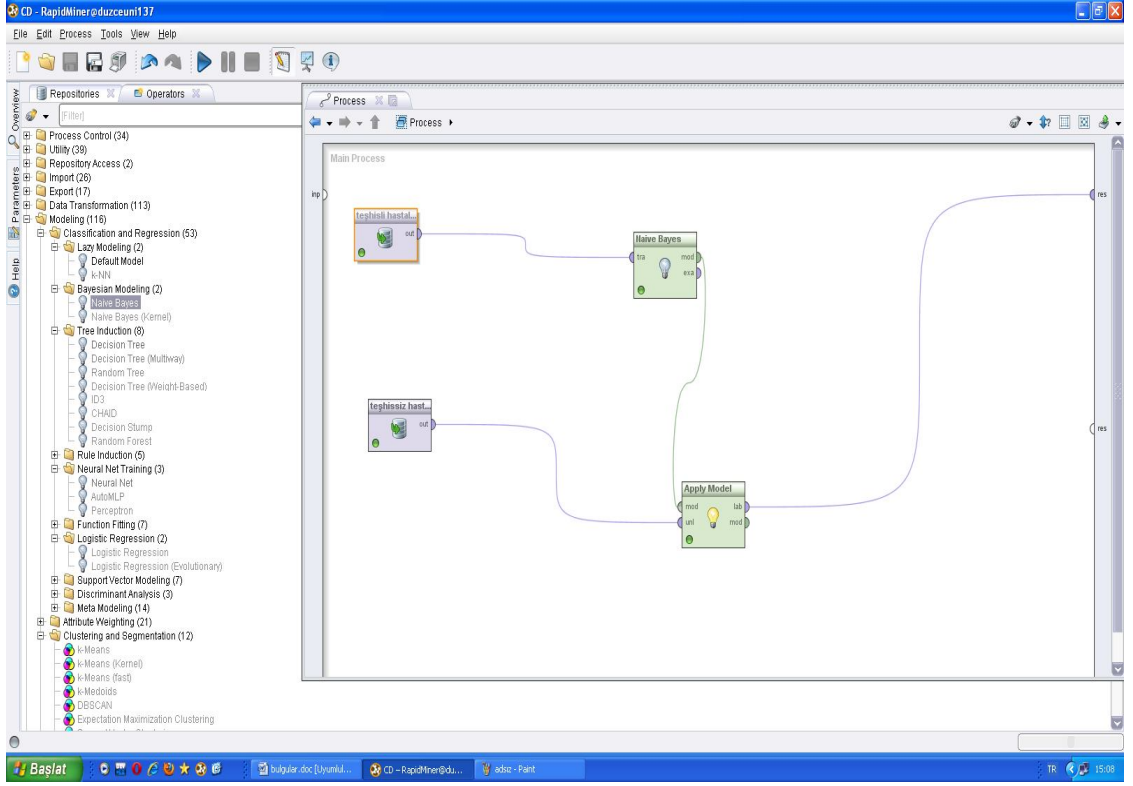 CD - RapidMiner@duzceuni137
File Edit Process Tools View Help
Overview
Parameters
Help
Repositories
Operators
[Filter]
Process Control (34)
Utility (39)
Repository Access (2)
Import (26)
Export (17)
Data Transformation (113)
Modeling (116)
Classification and Regression (53)
Lazy Modeling (2)
Default Model
k-NN
Bayesian Modeling (2)
Naive Bayes
Naive Bayes (Kernel)
Tree Induction (8)
Decision Tree
Decision Tree (Multiway)
Random Tree
Decision Tree (Weight-Based)
ID3
CHAID
Decision Stump
Random Forest
Rule Induction (5)
Neural Net Training (3)
Neural Net
AutoMLP
Perceptron
Function Fitting (7)
Logistic Regression (2)
Logistic Regression
Logistic Regression (Evolutionary)
Support Vector Modeling (7)
Discriminant Analysis (3)
Meta Modeling (14)
Attribute Weighting (21)
Clustering and Segmentation (12)
k-Means
k-Means (Kernel)
k-Means (fast)
k-Medoids
DBSCAN
Expectation Maximization Clustering
Process
Process
Main Process
inp
res
res
teşhisli hastal...
out
Naive Bayes
tra mod
exa
teşhissiz hast...
out
Apply Model
mod lab
unl mod
Başlat
bulgular.doc [Uyumlul...
CD - RapidMiner@du...
adsız - Paint
TR
15:08